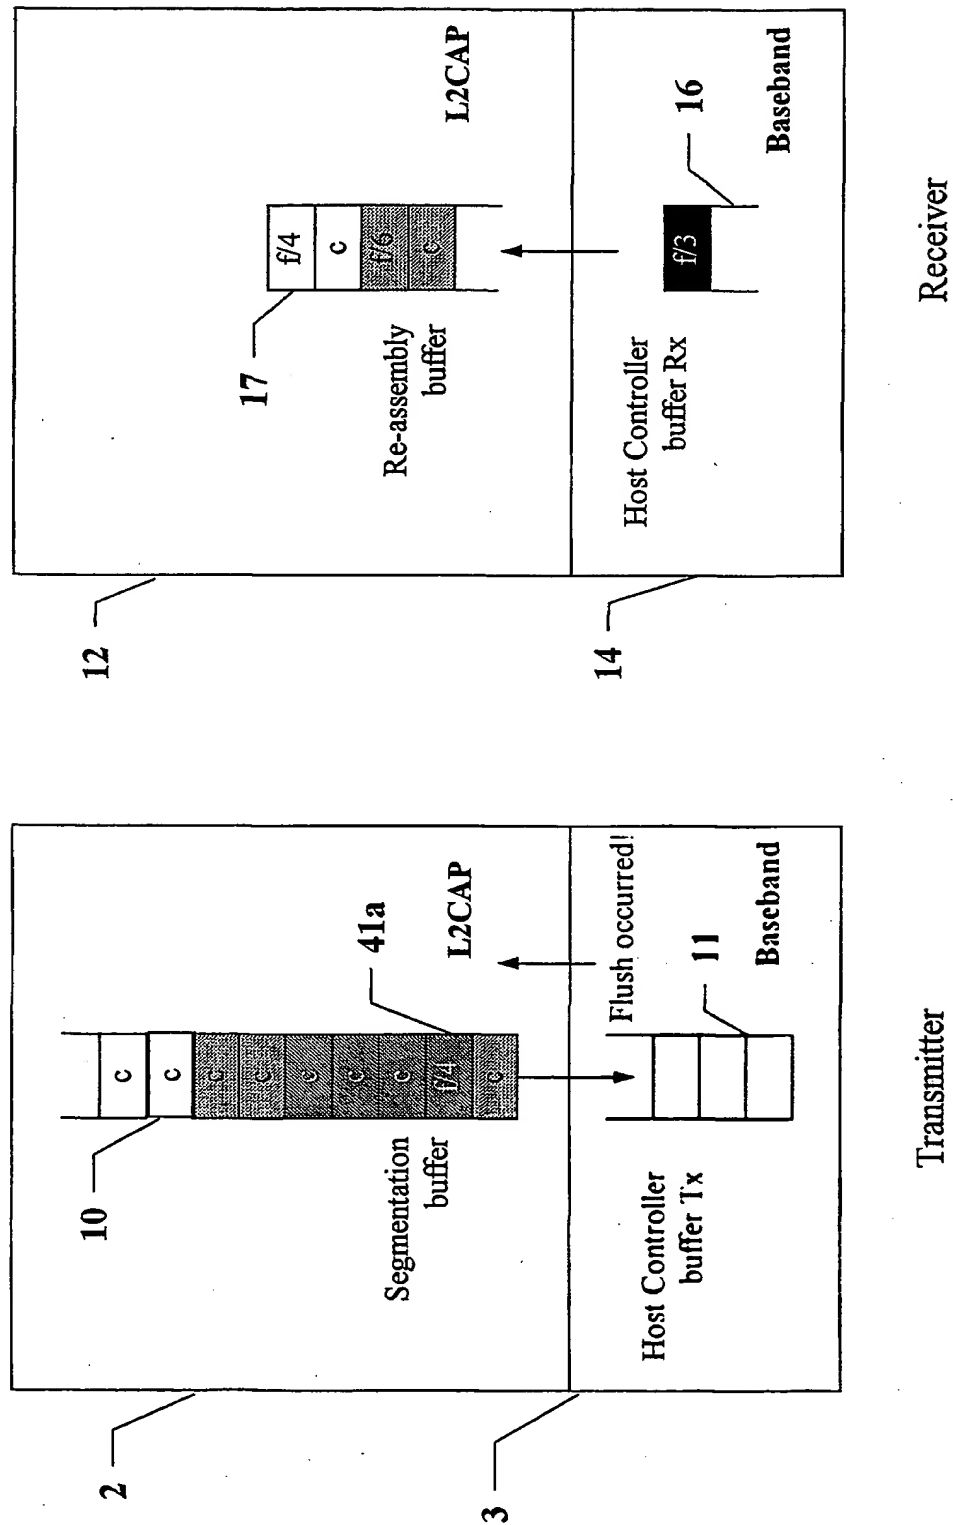 2
10
c
c
c
c
c
c
c
f/4
c
Segmentation
buffer
41a
L2CAP
3
Host Controller
buffer Tx
Flush occurred!
11
Baseband
Transmitter
12
17
f/4
c
f/6
c
Re-assembly
buffer
L2CAP
14
Host Controller
buffer Rx
f/3
16
Baseband
Receiver